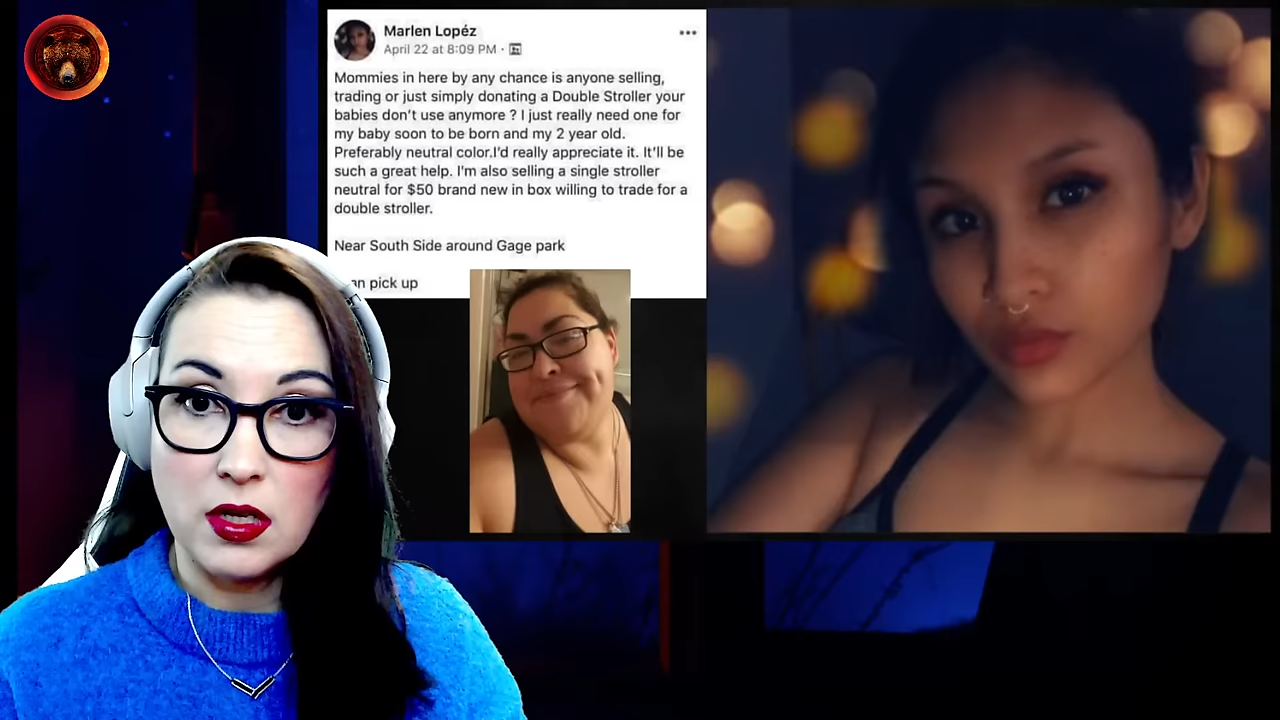 Marlen Lopéz
April 22 at 8:09 PM ·
Mommies in here by any chance is anyone selling,
trading or just simply donating a Double Stroller your
babies don't use anymore ? I just really need one for
my baby soon to be born and my 2 year old.
Preferably neutral color.I'd really appreciate it. It'll be
such a great help. I'm also selling a single stroller
neutral for $50 brand new in box willing to trade for a
double stroller.
Near South Side around Gage park
an pick up